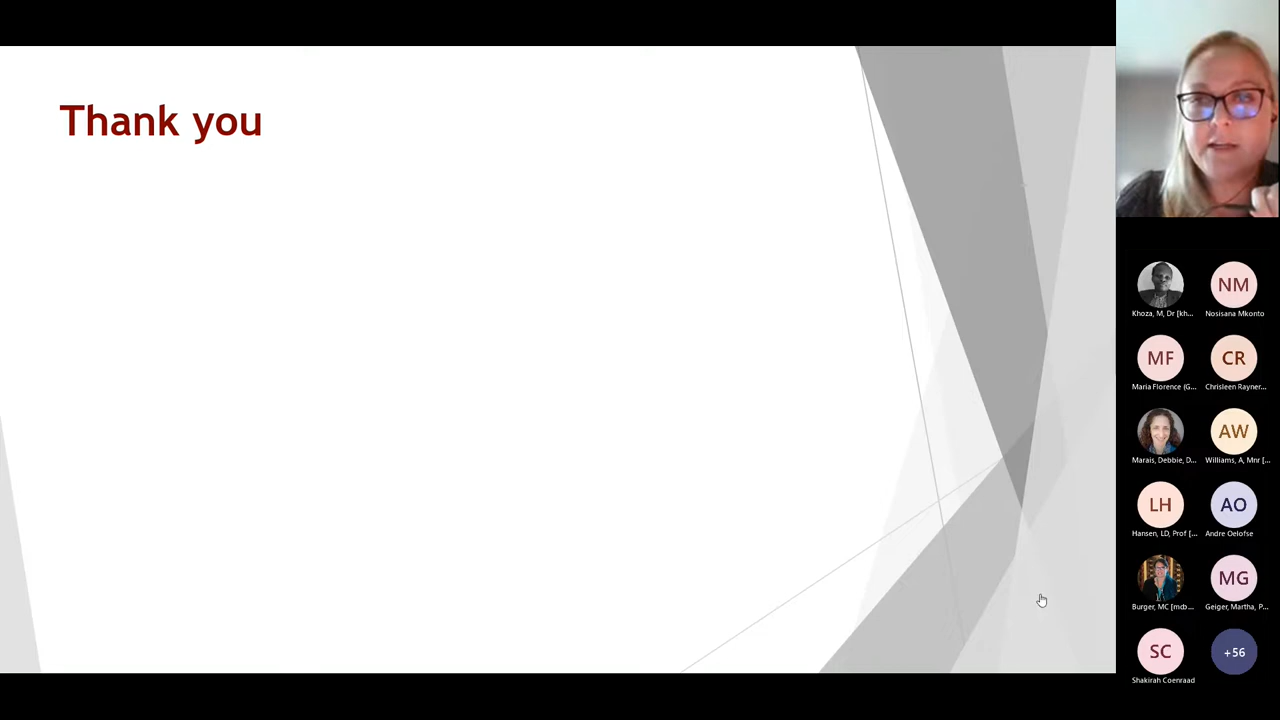 Thank you
Khoza, M, Dr [kh...
NM
Nosisana Mkonto
MF
Maria Florence (G...
CR
Chrisleen Rayner...
Marais, Debbie, D...
AW
Williams, A, Mnr [...
LH
Hansen, LD, Prof [...
AO
Andre Oelofse
Burger, MC [mcb...
MG
Geiger, Martha, P...
SC
Shakirah Coenraad
+56